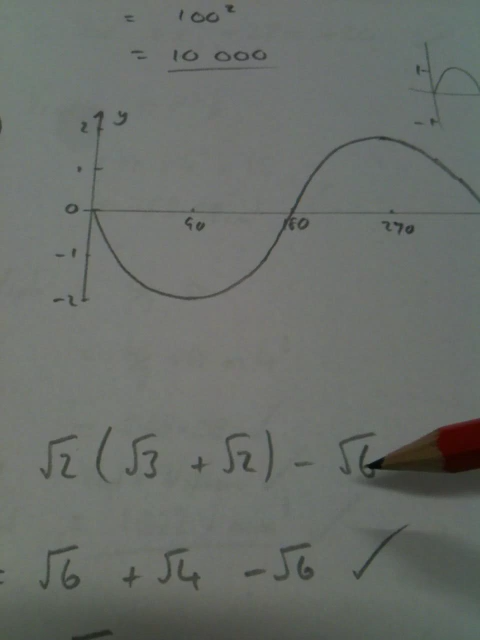 = 100²
= 10 000
1
-1
2 y
1
0 90 180 270
-1
-2
√2 (√3 + √2) - √6
= √6 + √4 - √6 ✓